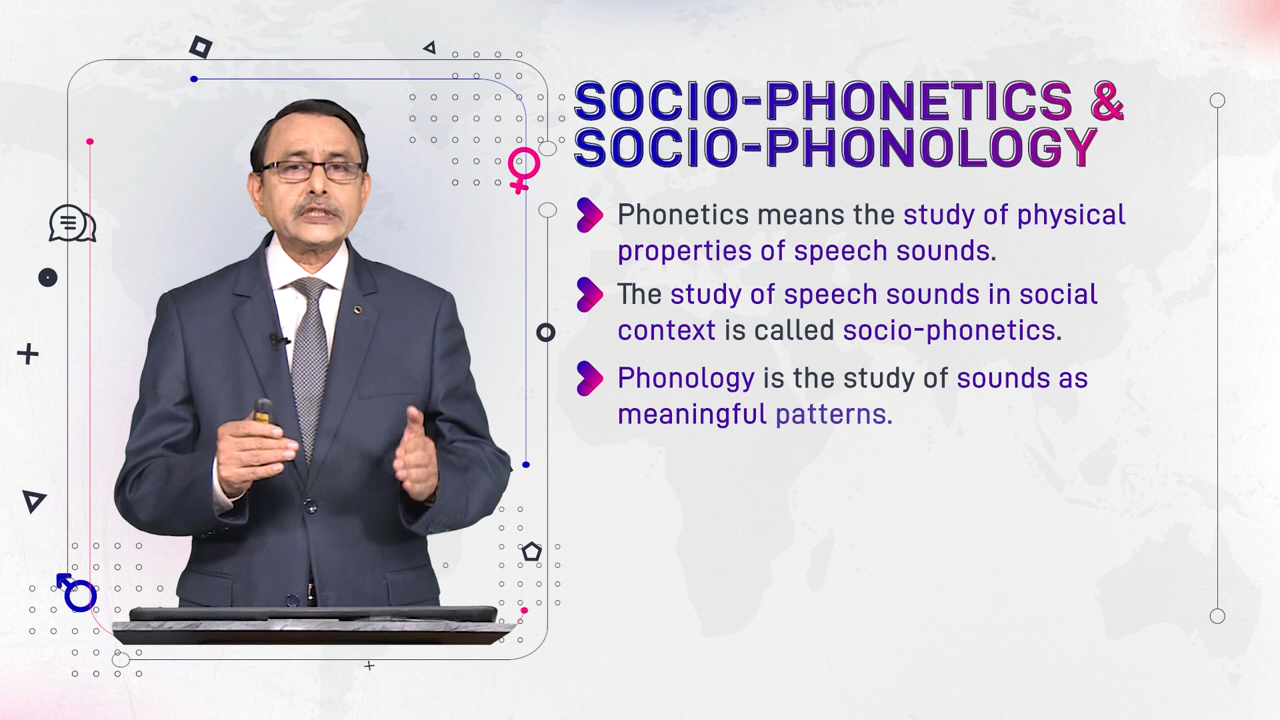 SOCIO-PHONETICS &
SOCIO-PHONOLOGY
Phonetics means the study of physical
properties of speech sounds.
The study of speech sounds in social
context is called socio-phonetics.
Phonology is the study of sounds as
meaningful patterns.